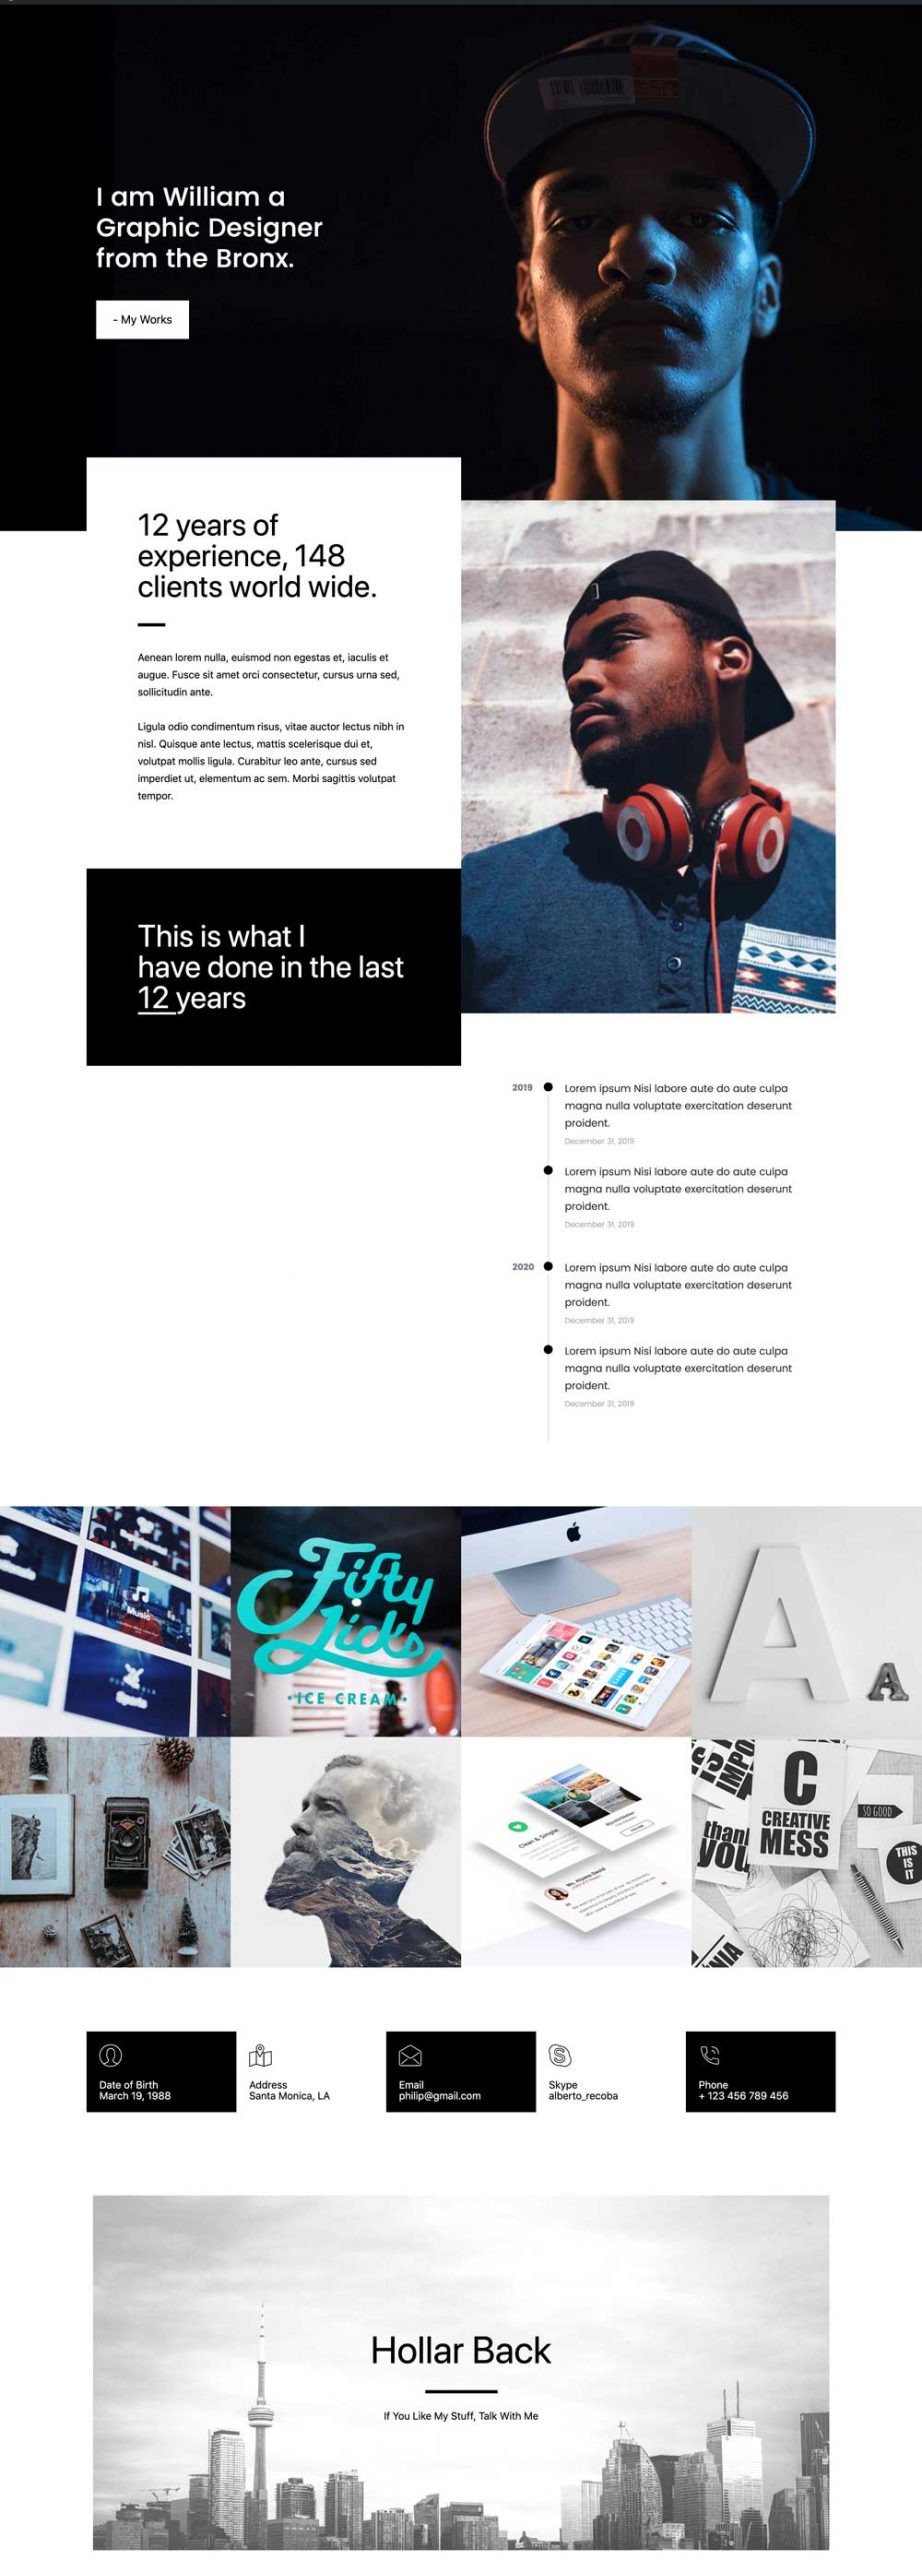 I am William a
Graphic Designer
from the Bronx.
- My Works
12 years of
experience, 148
clients world wide.
Aenean lorem nulla, euismod non egestas et, iaculis et
augue. Fusce sit amet orci consectetur, cursus urna sed,
sollicitudin ante.
Ligula odio condimentum risus, vitae auctor lectus nibh in
nisl. Quisque ante lectus, mattis scelerisque dui et,
volutpat mollis ligula. Curabitur leo ante, cursus sed
imperdiet ut, elementum ac sem. Morbi sagittis volutpat
tempor.
This is what I
have done in the last
12 years
2019
Lorem ipsum Nisi labore aute do aute culpa
magna nulla voluptate exercitation deserunt
proident.
December 31, 2019
Lorem ipsum Nisi labore aute do aute culpa
magna nulla voluptate exercitation deserunt
proident.
December 31, 2019
2020
Lorem ipsum Nisi labore aute do aute culpa
magna nulla voluptate exercitation deserunt
proident.
December 31, 2019
Lorem ipsum Nisi labore aute do aute culpa
magna nulla voluptate exercitation deserunt
proident.
December 31, 2019
Music
Fifty
Licks
•ICE CREAM•
A
A
Clean & Simple
C
CREATIVE
MESS
SO GOOD
THIS
IS
IT
YOU
Date of Birth
March 19, 1988
Address
Santa Monica, LA
Email
philip@gmail.com
Skype
alberto_recoba
Phone
+ 123 456 789 456
Hollar Back
If You Like My Stuff, Talk With Me